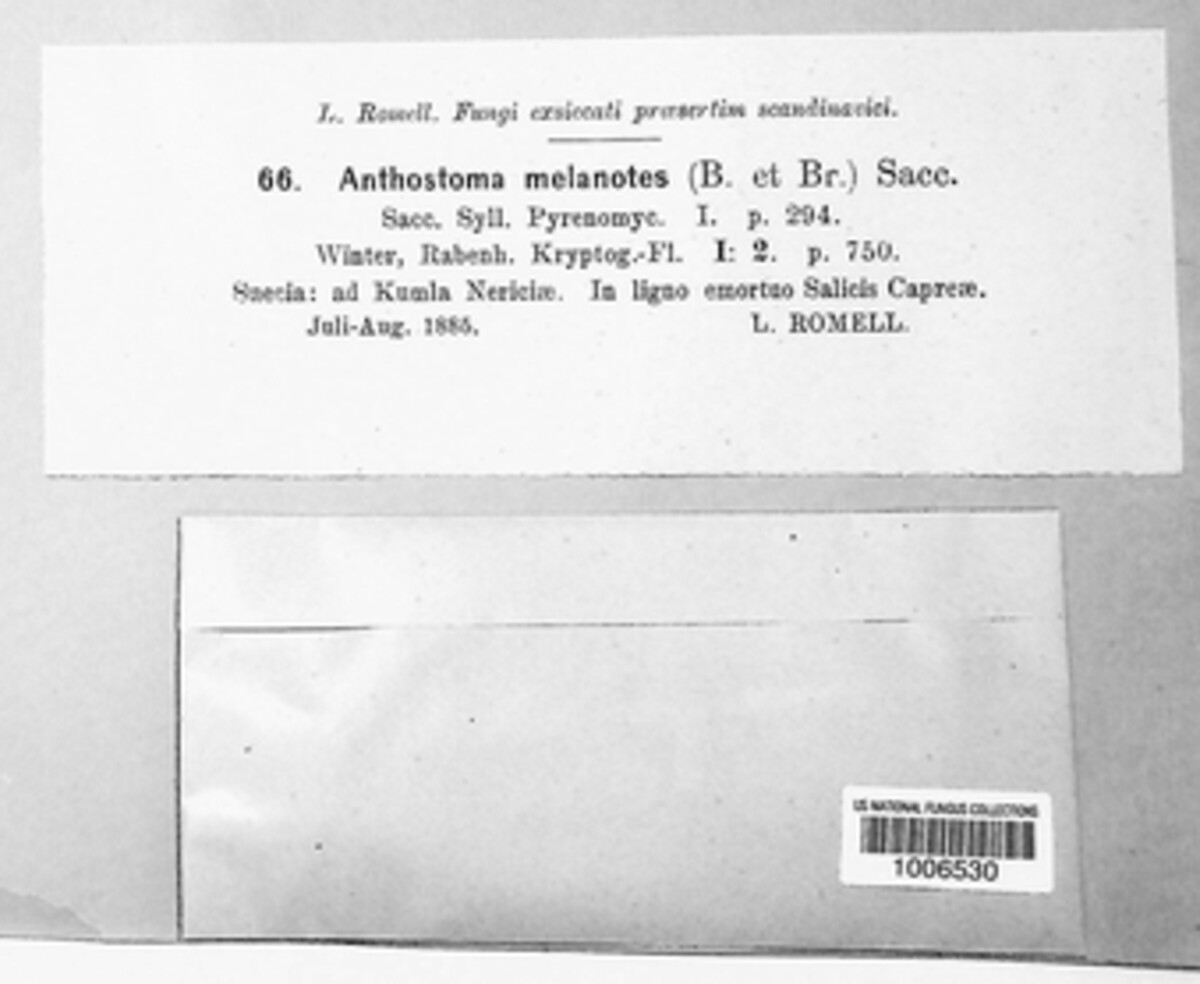 L. Romell. Fungi exsiccati præsertim scandinavici.
66. Anthostoma melanotes (B. et Br.) Sacc.
Sacc. Syll. Pyrenomyc. I. p. 294.
Winter, Rabenh. Kryptog.-Fl. I: 2. p. 750.
Suecia: ad Kumla Nericiæ. In ligno emortuo Salicis Capreæ.
Juli-Aug. 1885. L. ROMELL.
US NATIONAL FUNGUS COLLECTIONS
1006530